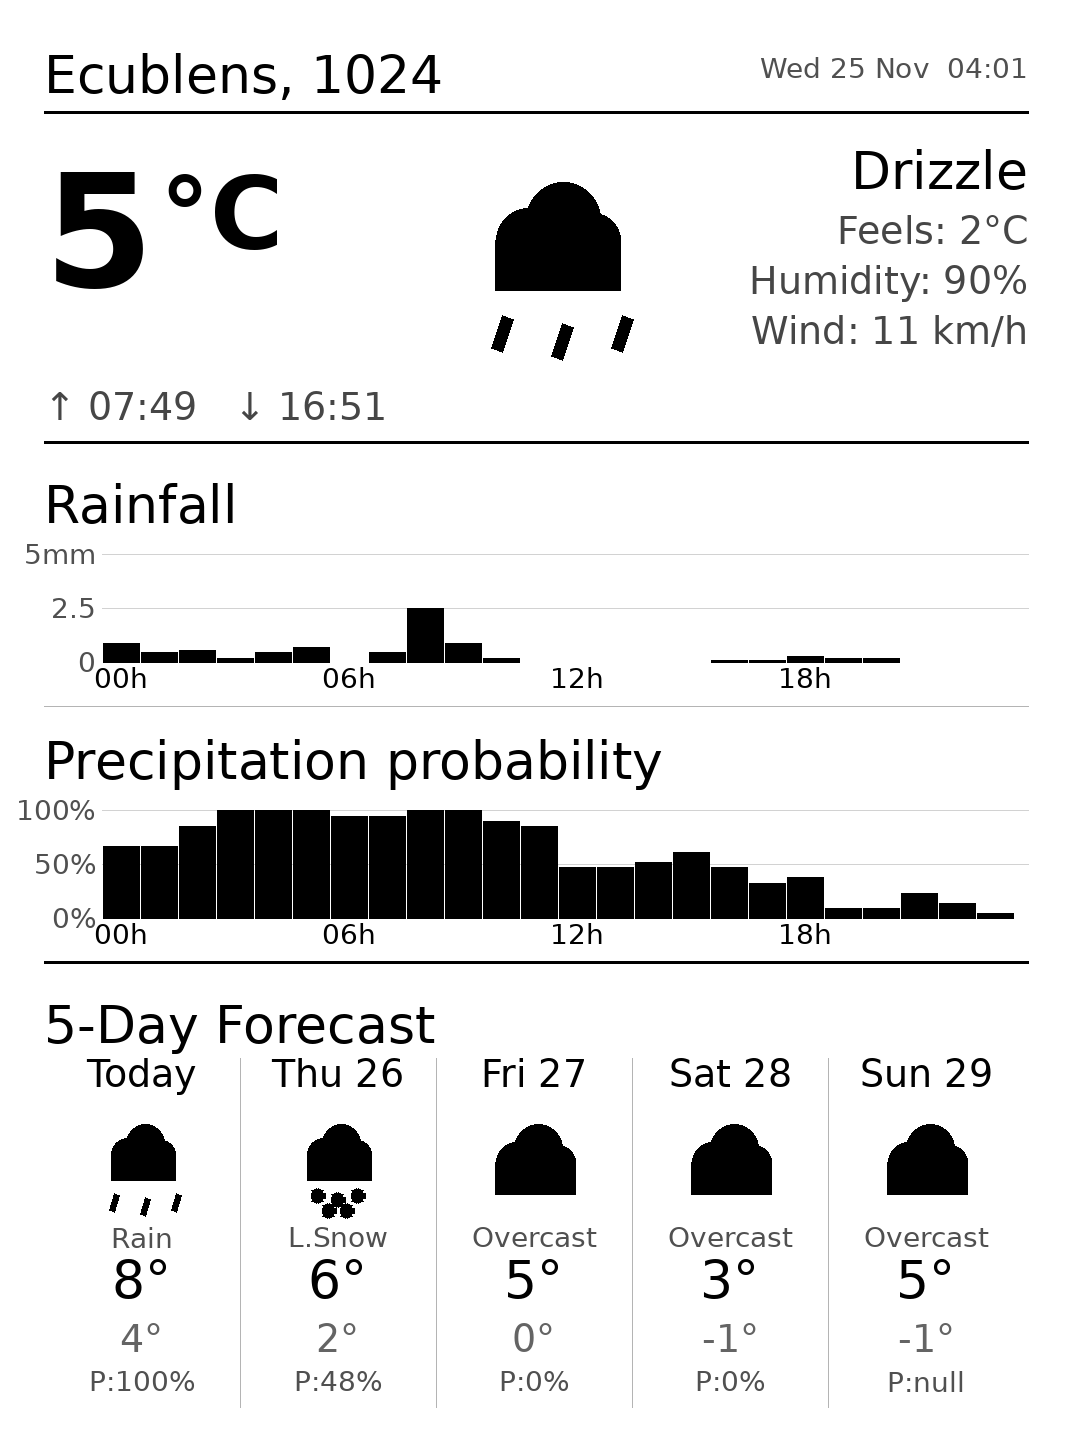 Ecublens, 1024
Wed 25 Nov 04:01
5°C
Drizzle
Feels: 2°C
Humidity: 90%
Wind: 11 km/h
↑ 07:49 ↓ 16:51
Rainfall
5mm
2.5
0
00h 06h 12h 18h
Precipitation probability
100%
50%
0%
00h 06h 12h 18h
5-Day Forecast
Today Thu 26 Fri 27 Sat 28 Sun 29
Rain L.Snow Overcast Overcast Overcast
8° 6° 5° 3° 5°
4° 2° 0° -1° -1°
P:100% P:48% P:0% P:0% P:null